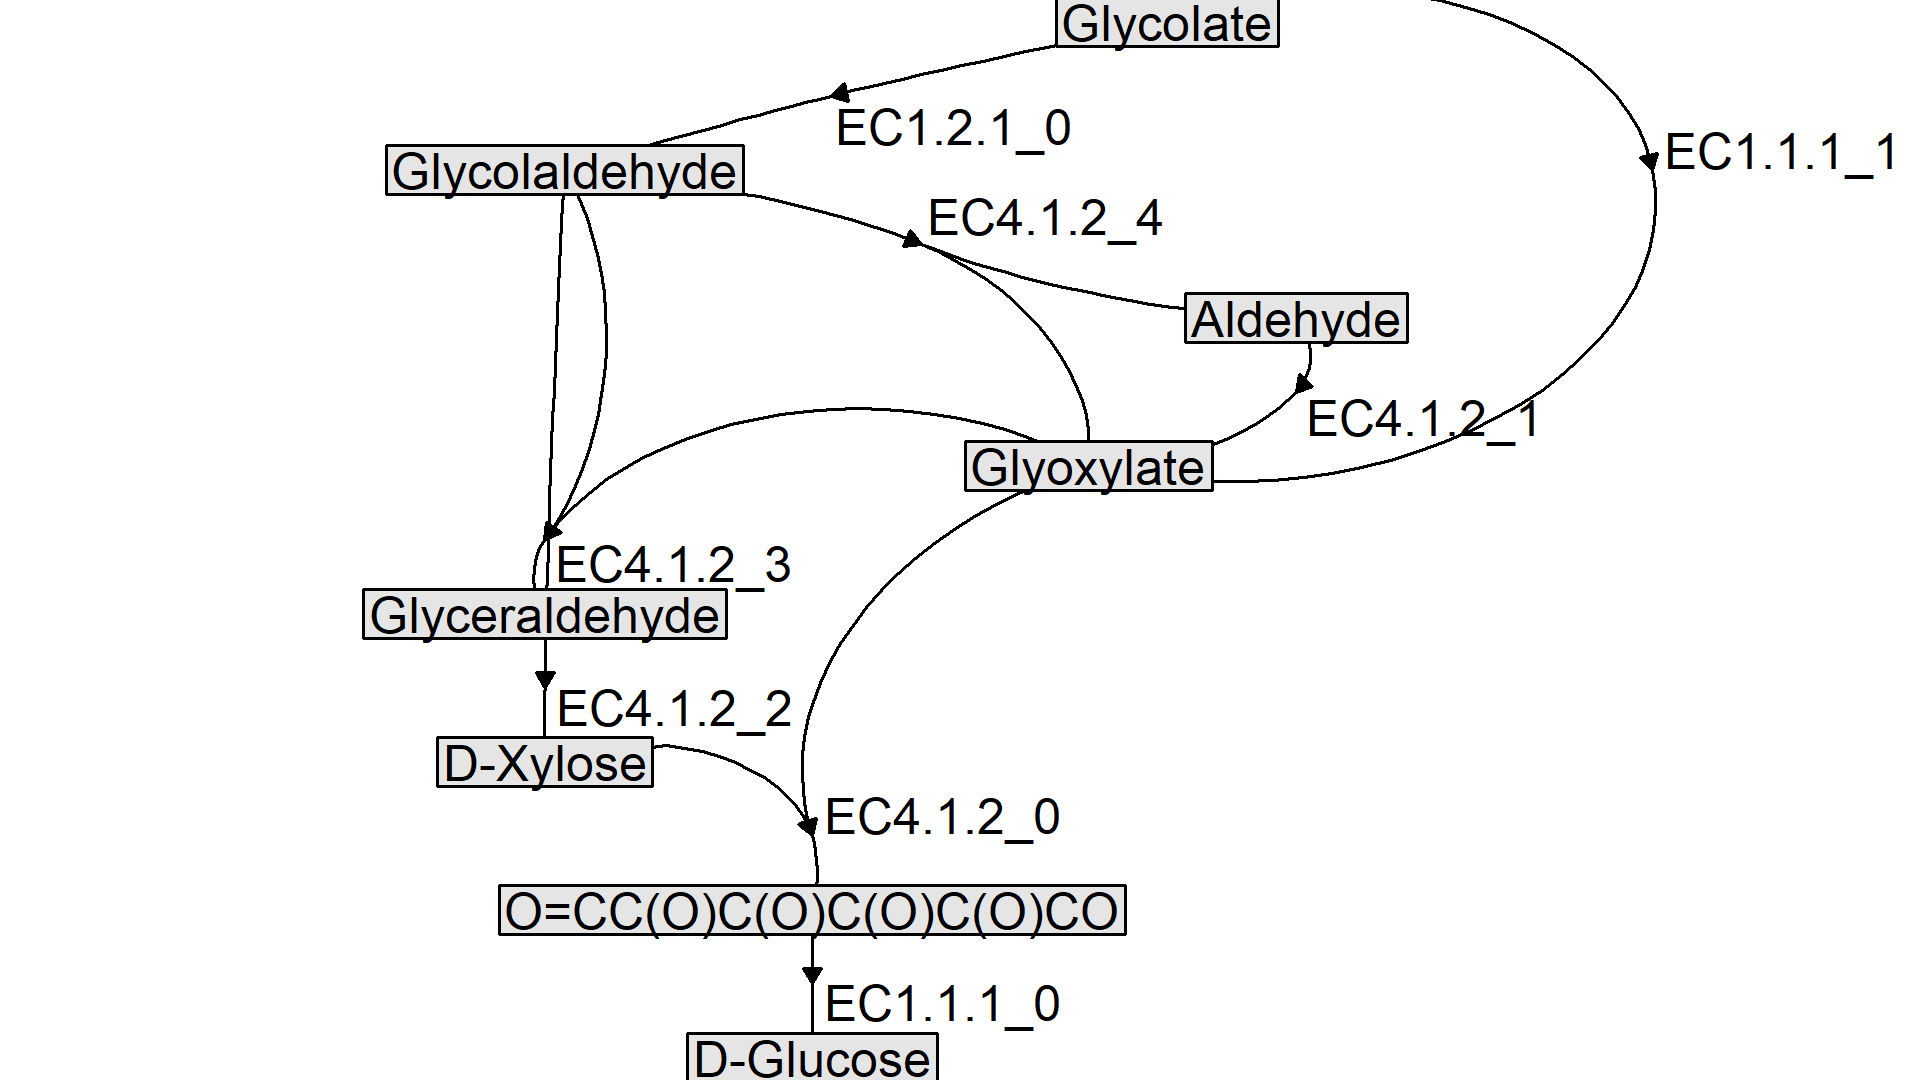 Glycolate
EC1.2.1_0
EC1.1.1_1
Glycolaldehyde
EC4.1.2_4
Aldehyde
EC4.1.2_1
Glyoxylate
EC4.1.2_3
Glyceraldehyde
EC4.1.2_2
D-Xylose
EC4.1.2_0
O=CC(O)C(O)C(O)C(O)CO
EC1.1.1_0
D-Glucose